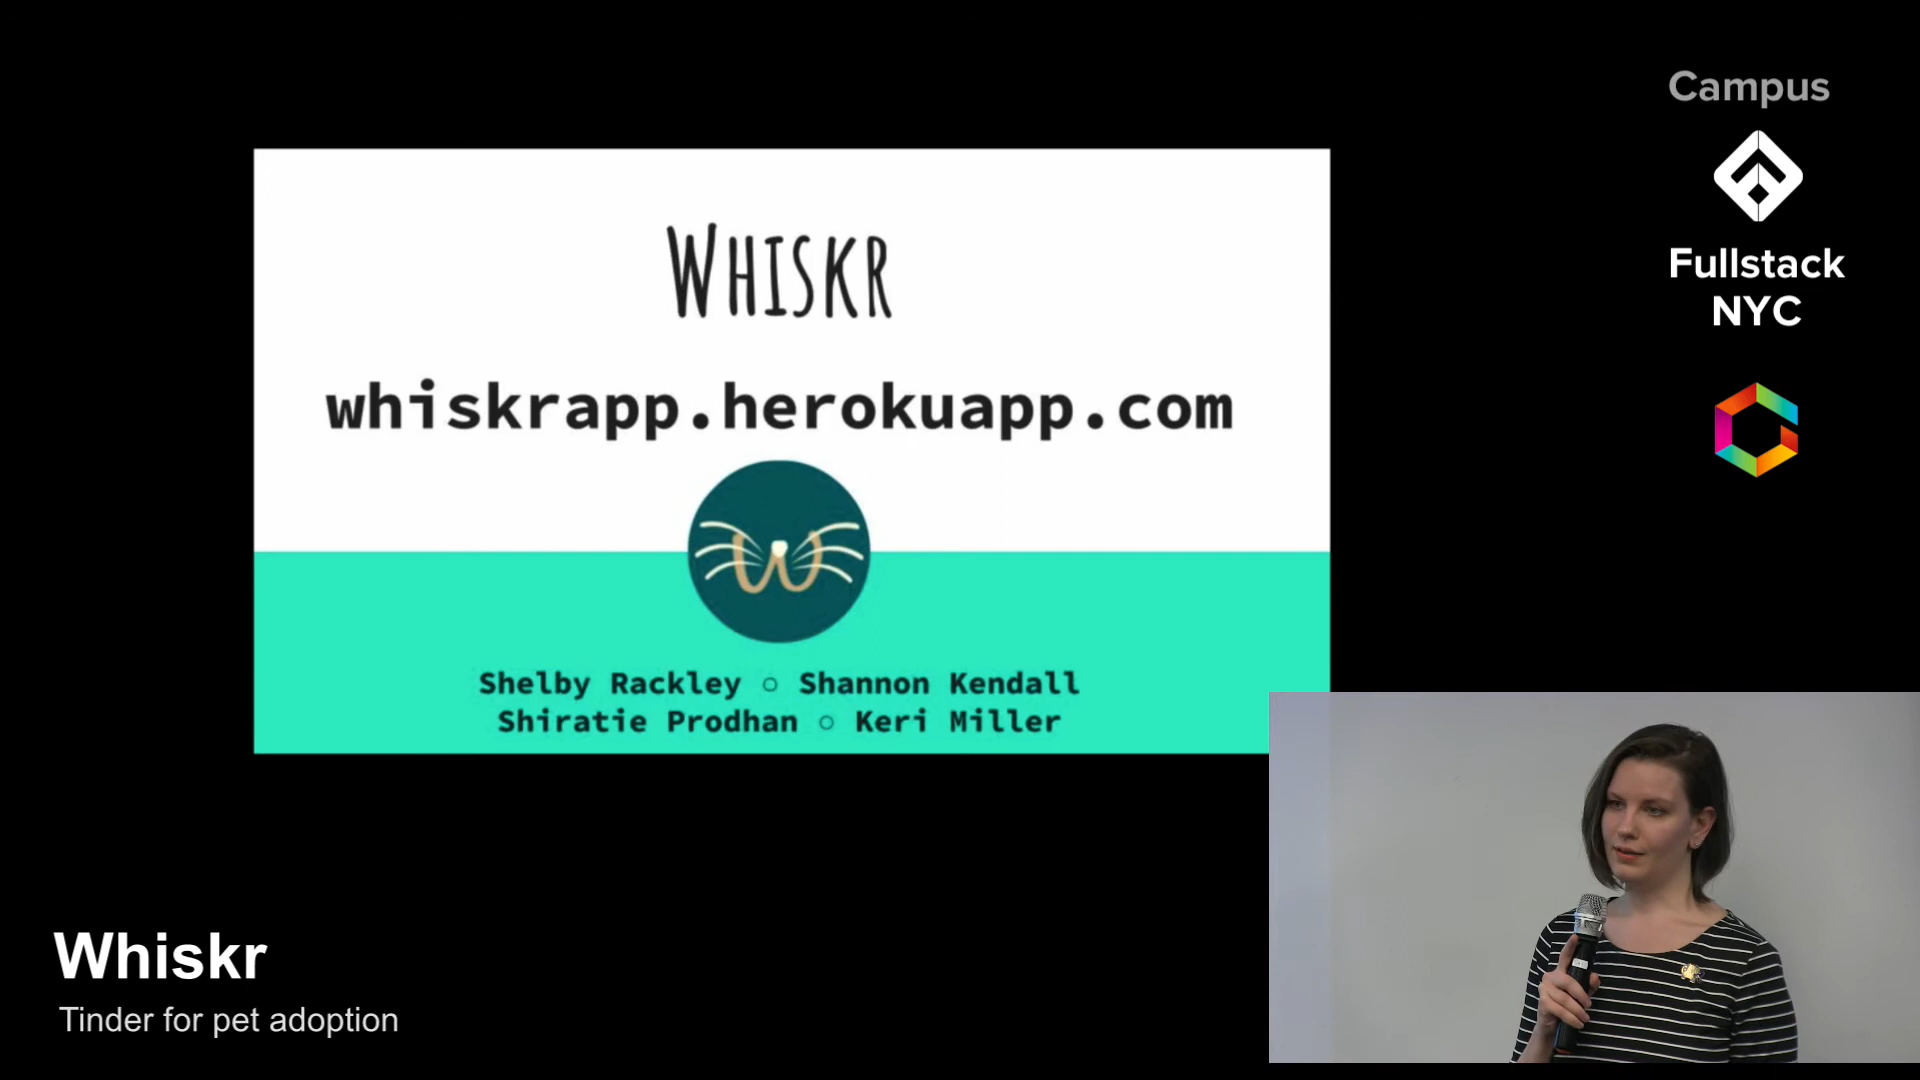 Campus
Fullstack
NYC
WHISKR
whiskrapp.herokuapp.com
W
Shelby Rackley ○ Shannon Kendall
Shiratie Prodhan ○ Keri Miller
Whiskr
Tinder for pet adoption